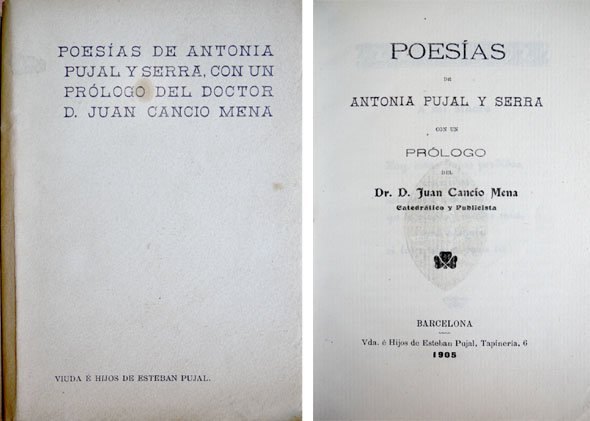 POESÍAS DE ANTONIA
PUJAL Y SERRA, CON UN
PRÓLOGO DEL DOCTOR
D. JUAN CANCIO MENA
VIUDA É HIJOS DE ESTEBAN PUJAL.
POESÍAS
DE
ANTONIA PUJAL Y SERRA
CON UN
PRÓLOGO
DEL
Dr. D. Juan Cancio Mena
Catedrático y Publicista
BARCELONA
Vda. é Hijos de Esteban Pujal, Tapinería, 6
1905